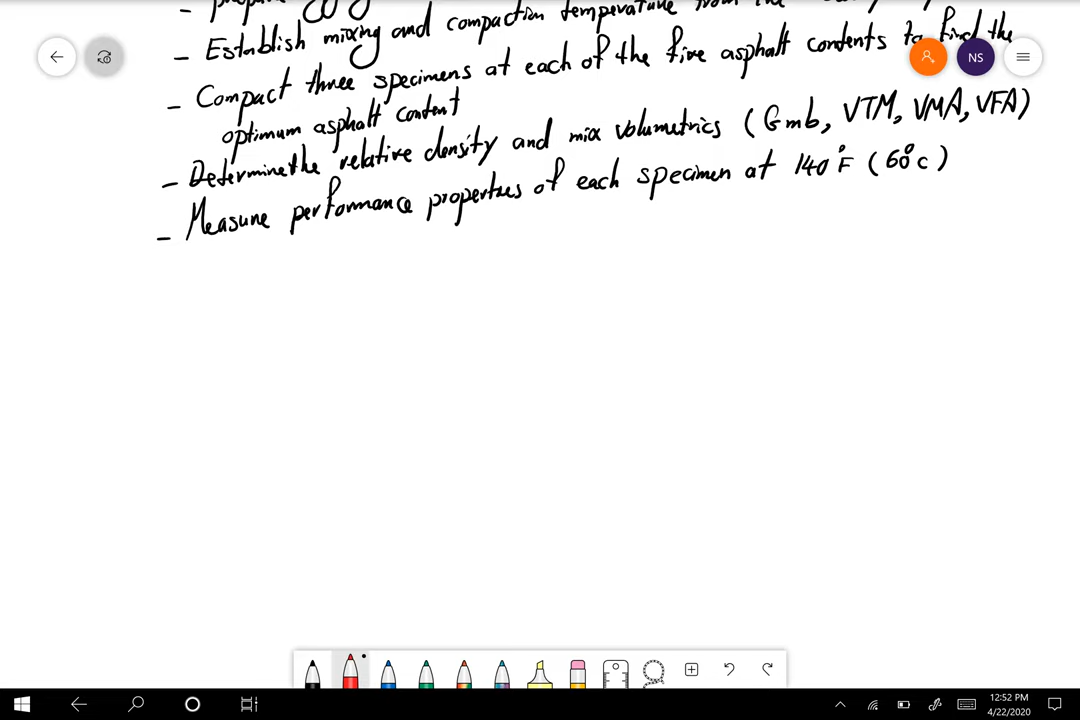 - Establish mixing and compaction temperature from the
- Compact three specimens at each of the five asphalt contents to find the
optimum asphalt content
- Determine the relative density and mix volumetrics (Gmb, VTM, VMA, VFA)
- Measure performance properties of each specimen at 140°F (60°C)
NS
12:52 PM
4/22/2020